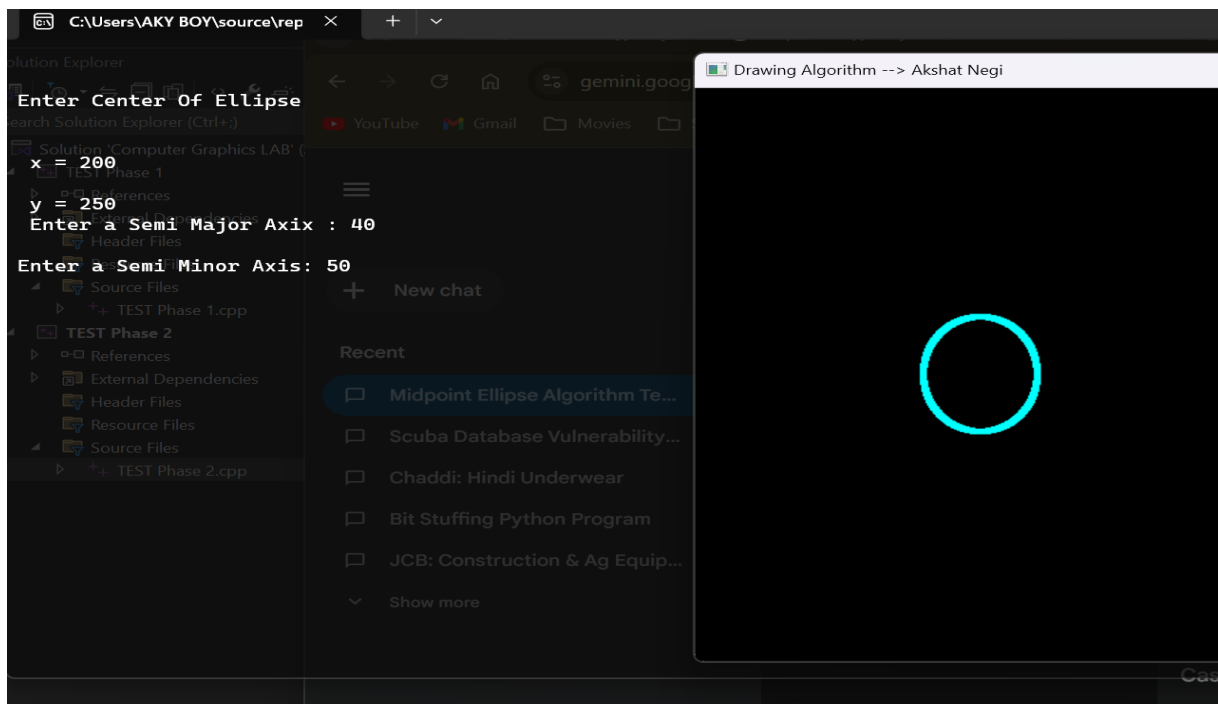 C:\Users\AKY BOY\source\rep
Solution Explorer
Enter Center Of Ellipse
Search Solution Explorer (Ctrl+;)
Solution 'Computer Graphics LAB' (
x = 200
TEST Phase 1
References
y = 250
External Dependencies
Enter a Semi Major Axix : 40
Header Files
Enter a Semi Minor Axis: 50
Source Files
TEST Phase 1.cpp
TEST Phase 2
References
External Dependencies
Header Files
Resource Files
Source Files
TEST Phase 2.cpp
gemini.goog
YouTube
Gmail
Movies
New chat
Recent
Midpoint Ellipse Algorithm Te...
Scuba Database Vulnerability...
Chaddi: Hindi Underwear
Bit Stuffing Python Program
JCB: Construction & Ag Equip...
Show more
Drawing Algorithm --> Akshat Negi
Cas